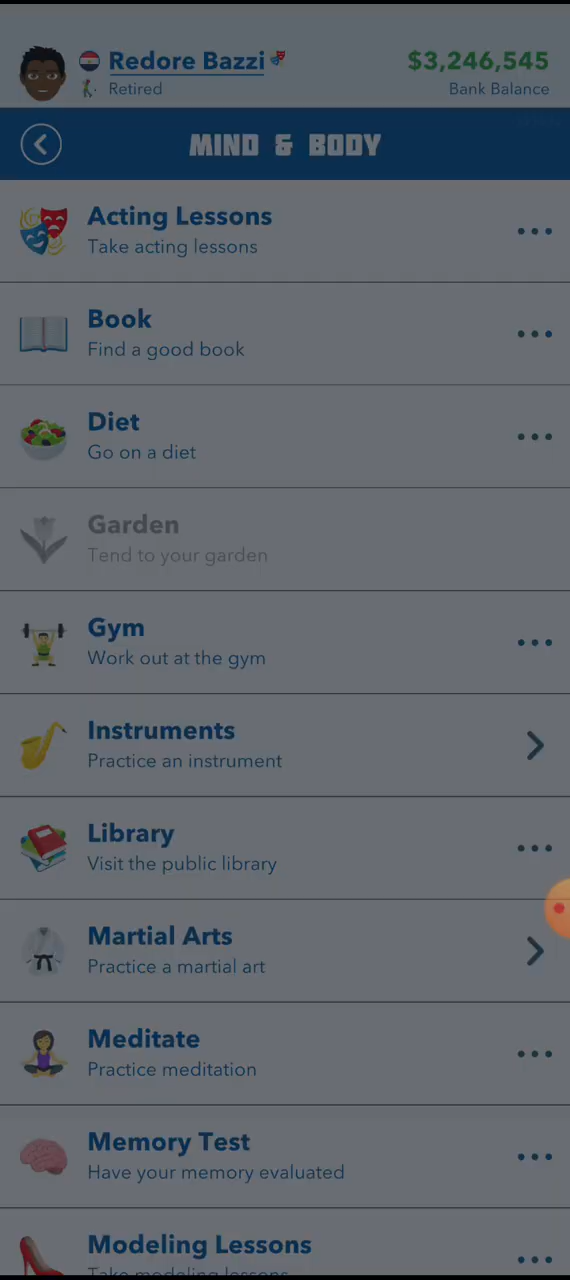 Redore Bazzi
$3,246,545
Retired
Bank Balance
MIND & BODY
Acting Lessons
Take acting lessons
Book
Find a good book
Diet
Go on a diet
Garden
Tend to your garden
Gym
Work out at the gym
Instruments
Practice an instrument
Library
Visit the public library
Martial Arts
Practice a martial art
Meditate
Practice meditation
Memory Test
Have your memory evaluated
Modeling Lessons
Take modeling lessons